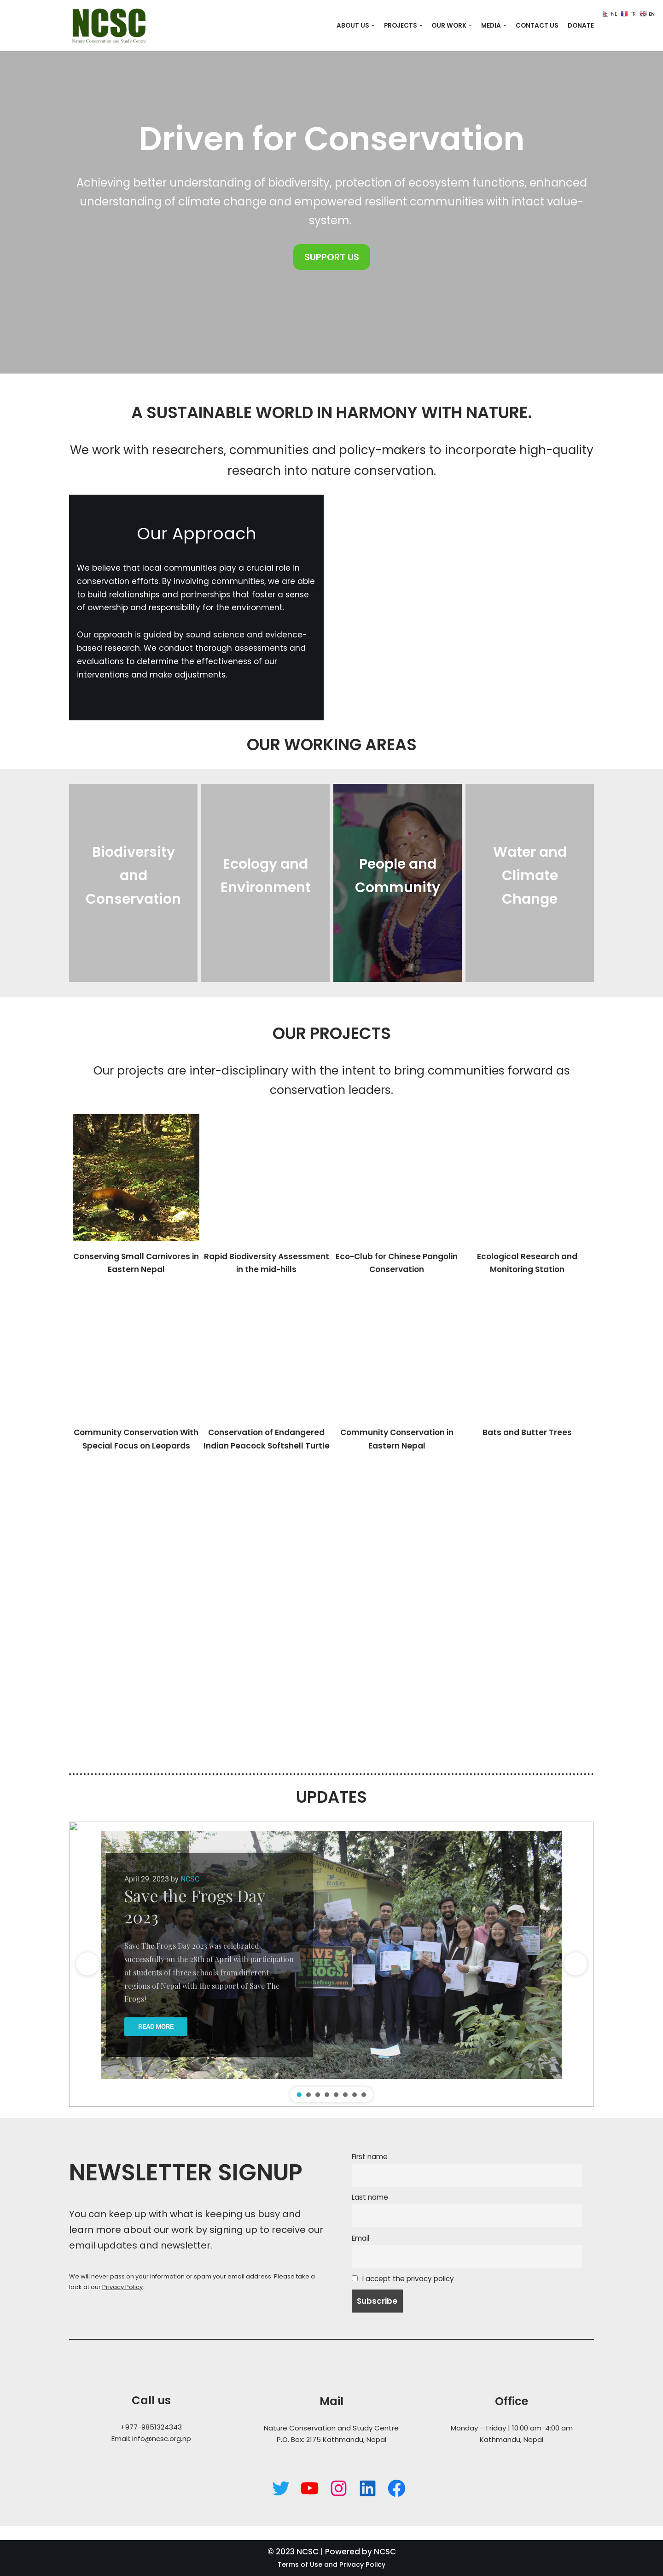 NCSC
Nature Conservation and Study Centre
ABOUT US PROJECTS OUR WORK MEDIA CONTACT US DONATE
NE FR EN
Driven for Conservation
Achieving better understanding of biodiversity, protection of ecosystem functions, enhanced
understanding of climate change and empowered resilient communities with intact value-
system.
SUPPORT US
A SUSTAINABLE WORLD IN HARMONY WITH NATURE.
We work with researchers, communities and policy-makers to incorporate high-quality
research into nature conservation.
Our Approach
We believe that local communities play a crucial role in
conservation efforts. By involving communities, we are able
to build relationships and partnerships that foster a sense
of ownership and responsibility for the environment.
Our approach is guided by sound science and evidence-
based research. We conduct thorough assessments and
evaluations to determine the effectiveness of our
interventions and make adjustments.
OUR WORKING AREAS
Biodiversity
and
Conservation
Ecology and
Environment
People and
Community
Water and
Climate
Change
OUR PROJECTS
Our projects are inter-disciplinary with the intent to bring communities forward as
conservation leaders.
Conserving Small Carnivores in
Eastern Nepal
Rapid Biodiversity Assessment
in the mid-hills
Eco-Club for Chinese Pangolin
Conservation
Ecological Research and
Monitoring Station
Community Conservation With
Special Focus on Leopards
Conservation of Endangered
Indian Peacock Softshell Turtle
Community Conservation in
Eastern Nepal
Bats and Butter Trees
UPDATES
April 29, 2023 by NCSC
Save the Frogs Day
2023
Save The Frogs Day 2023 was celebrated
successfully on the 28th of April with participation
of students of three schools from different
regions of Nepal with the support of Save The
Frogs!
READ MORE
SAVE THE
FROGS!
savethefrogs.com
NEWSLETTER SIGNUP
You can keep up with what is keeping us busy and
learn more about our work by signing up to receive our
email updates and newsletter.
We will never pass on your information or spam your email address. Please take a
look at our Privacy Policy.
First name
Last name
Email
I accept the privacy policy
Subscribe
Call us
+977-9851324343
Email: info@ncsc.org.np
Mail
Nature Conservation and Study Centre
P.O. Box: 2175 Kathmandu, Nepal
Office
Monday – Friday | 10:00 am-4:00 am
Kathmandu, Nepal
© 2023 NCSC | Powered by NCSC
Terms of Use and Privacy Policy